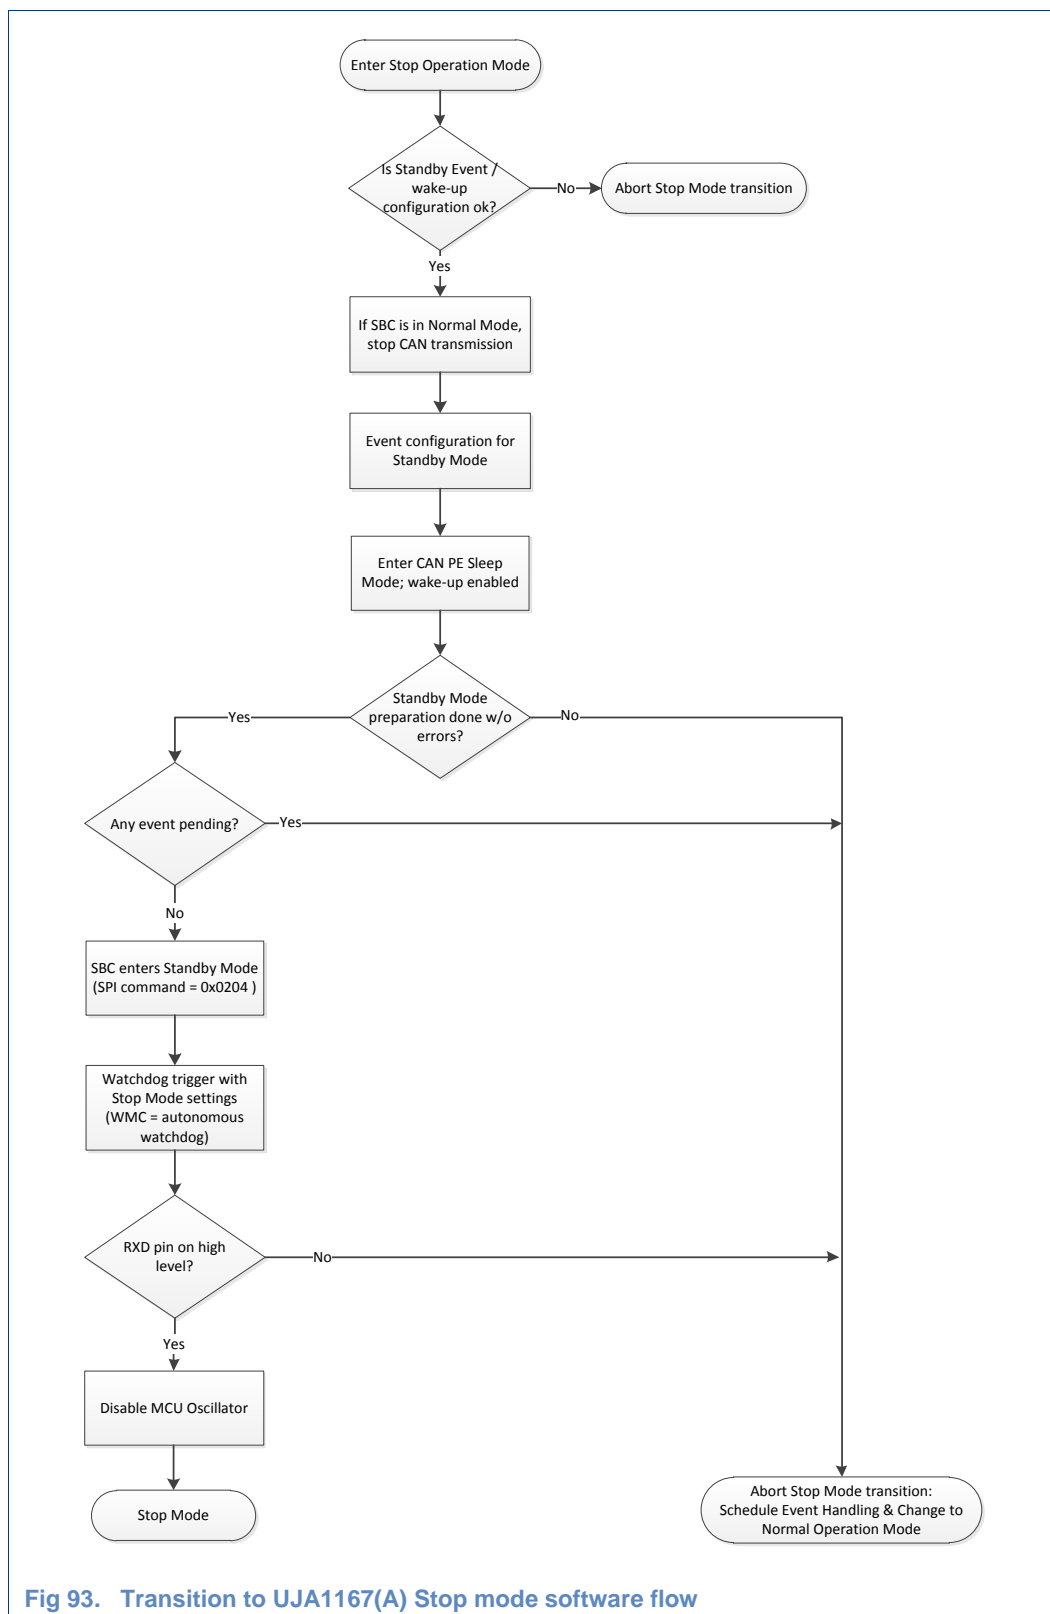 Enter Stop Operation Mode
Is Standby Event /
wake-up
configuration ok?
No
Abort Stop Mode transition
Yes
If SBC is in Normal Mode,
stop CAN transmission
Event configuration for
Standby Mode
Enter CAN PE Sleep
Mode; wake-up enabled
Standby Mode
preparation done w/o
errors?
Yes
No
Any event pending?
Yes
No
SBC enters Standby Mode
(SPI command = 0x0204 )
Watchdog trigger with
Stop Mode settings
(WMC = autonomous
watchdog)
RXD pin on high
level?
No
Yes
Disable MCU Oscillator
Stop Mode
Abort Stop Mode transition:
Schedule Event Handling & Change to
Normal Operation Mode
Fig 93. Transition to UJA1167(A) Stop mode software flow